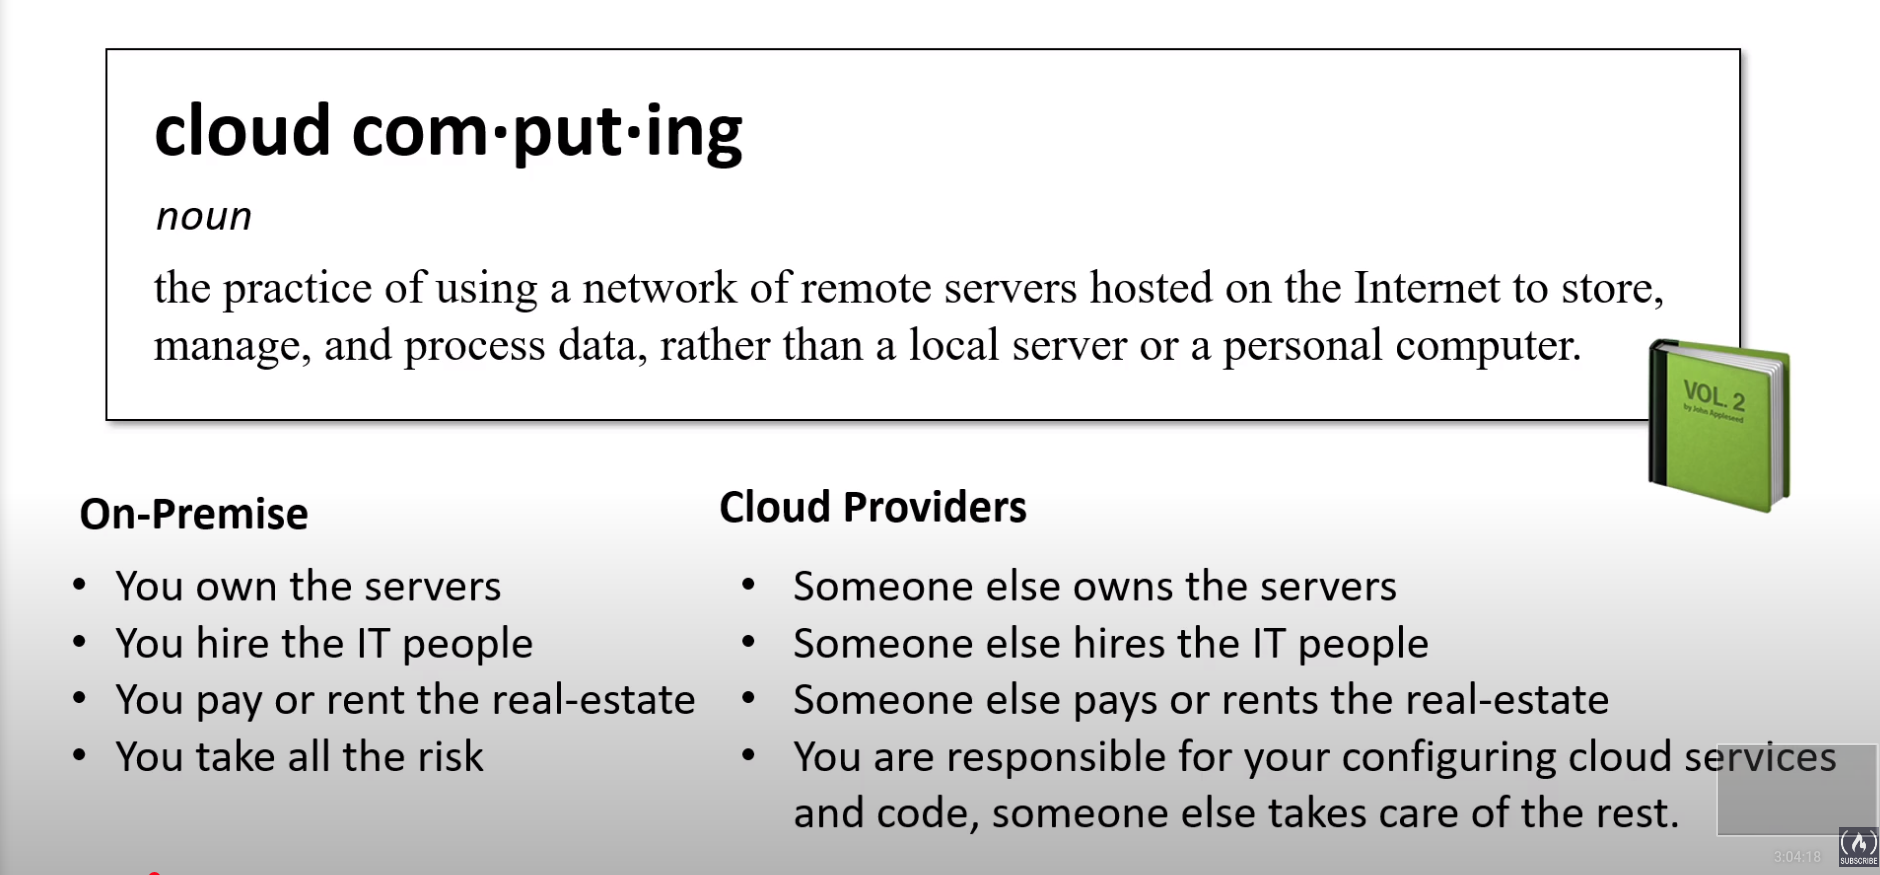 cloud com·put·ing
noun
the practice of using a network of remote servers hosted on the Internet to store,
manage, and process data, rather than a local server or a personal computer.
VOL. 2
by John Appleseed
On-Premise
• You own the servers
• You hire the IT people
• You pay or rent the real-estate
• You take all the risk
Cloud Providers
• Someone else owns the servers
• Someone else hires the IT people
• Someone else pays or rents the real-estate
• You are responsible for your configuring cloud services
and code, someone else takes care of the rest.
3:04:18
SUBSCRIBE